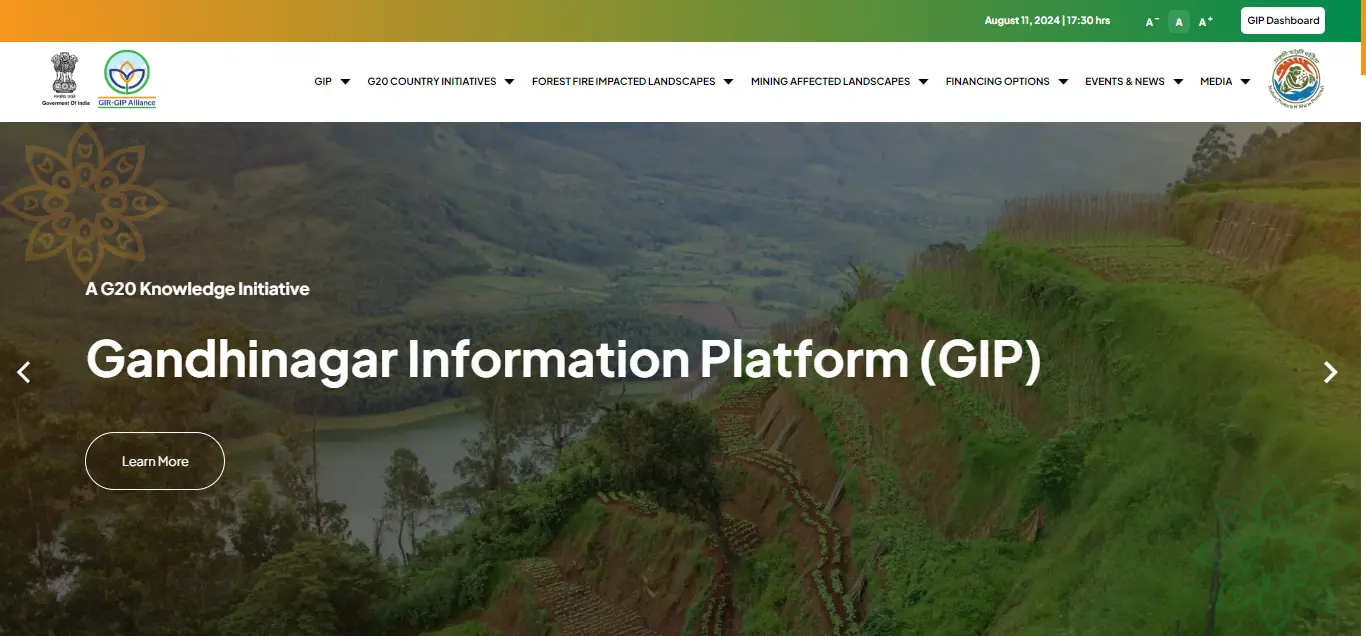 August 11, 2024 | 17:30 hrs
A-
A
A+
GIP Dashboard
Government Of India
GIR-GIP Alliance
GIP
G20 COUNTRY INITIATIVES
FOREST FIRE IMPACTED LANDSCAPES
MINING AFFECTED LANDSCAPES
FINANCING OPTIONS
EVENTS & NEWS
MEDIA
A G20 Knowledge Initiative
Gandhinagar Information Platform (GIP)
Learn More